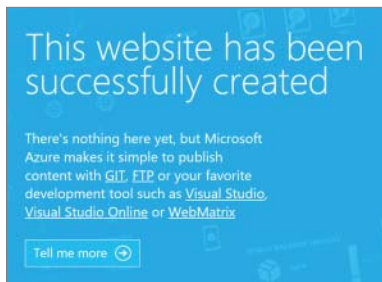 This website has been
successfully created
There's nothing here yet, but Microsoft
Azure makes it simple to publish
content with GIT, FTP or your favorite
development tool such as Visual Studio,
Visual Studio Online or WebMatrix
Tell me more